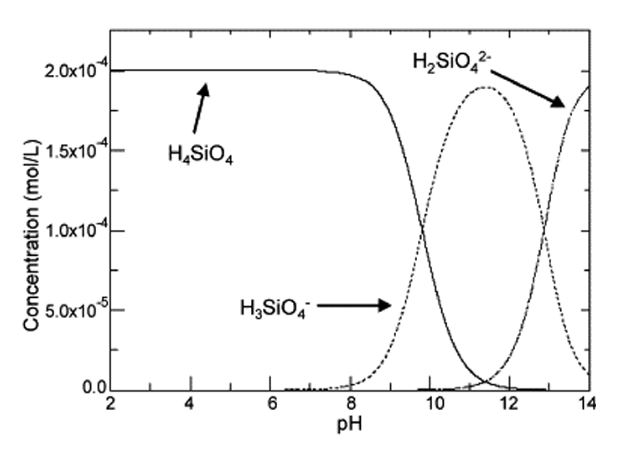 H₂SiO₄²⁻
2.0x10⁻⁴
H₄SiO₄
1.5x10⁻⁴
Concentration (mol/L)
1.0x10⁻⁴
H₃SiO₄⁻
5.0x10⁻⁵
0.0
2 4 6 8 10 12 14
pH